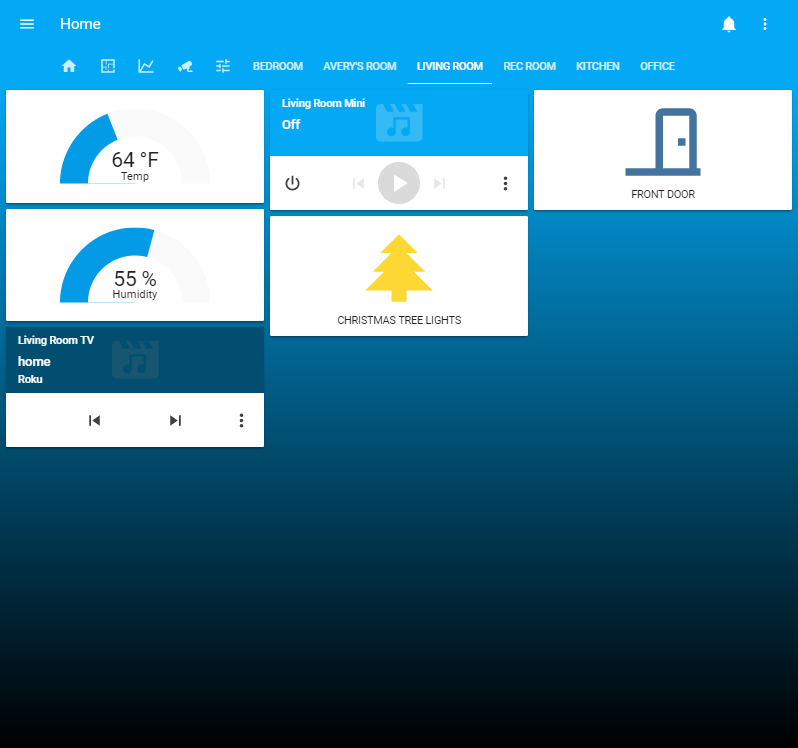 Home
BEDROOM
AVERY'S ROOM
LIVING ROOM
REC ROOM
KITCHEN
OFFICE
64 °F
Temp
55 %
Humidity
Living Room TV
home
Roku
Living Room Mini
Off
CHRISTMAS TREE LIGHTS
FRONT DOOR